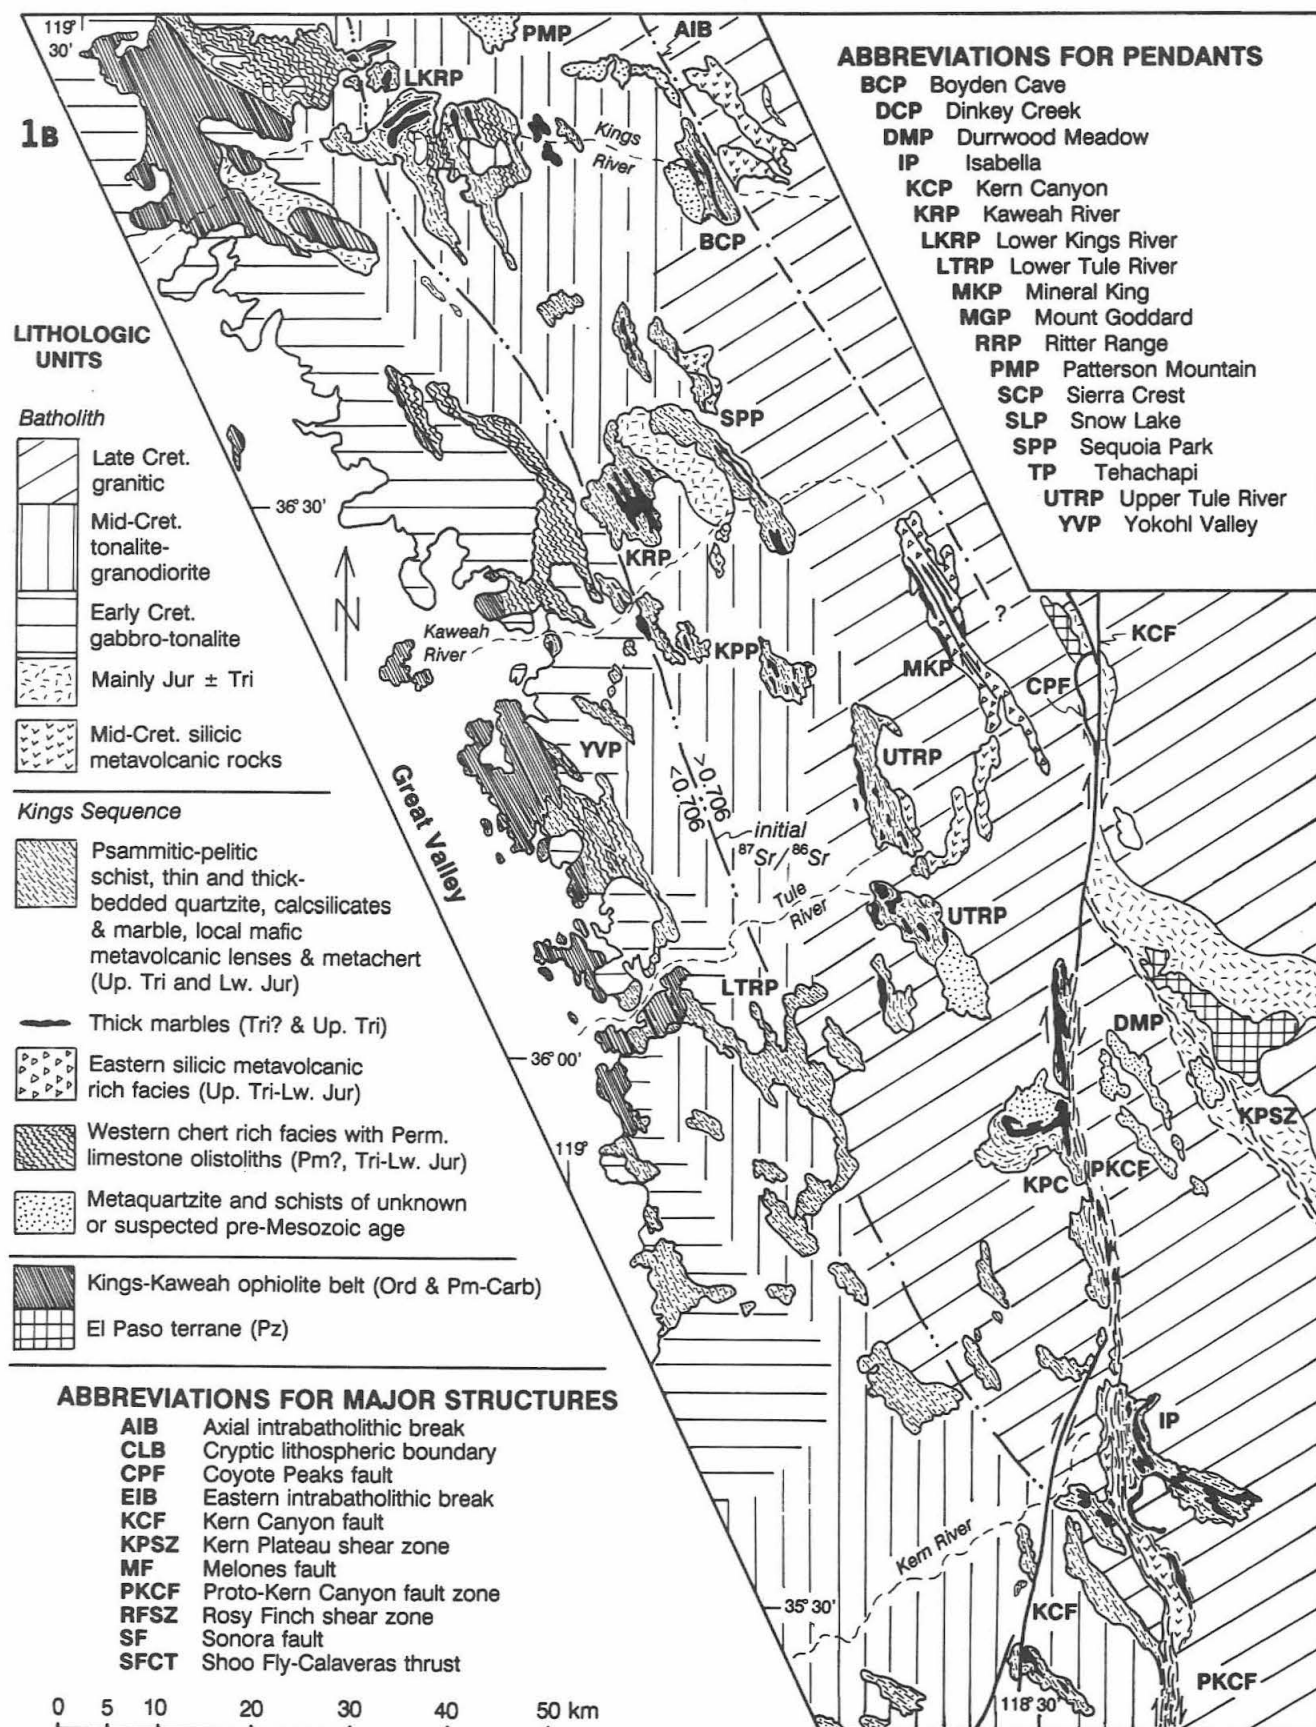 119°
30'
1B
PMP
AIB
LKRP
Kings
River
BCP
ABBREVIATIONS FOR PENDANTS
BCP Boyden Cave
DCP Dinkey Creek
DMP Durrwood Meadow
IP Isabella
KCP Kern Canyon
KRP Kaweah River
LKRP Lower Kings River
LTRP Lower Tule River
MKP Mineral King
MGP Mount Goddard
RRP Ritter Range
PMP Patterson Mountain
SCP Sierra Crest
SLP Snow Lake
SPP Sequoia Park
TP Tehachapi
UTRP Upper Tule River
YVP Yokohl Valley
LITHOLOGIC
UNITS
Batholith
Late Cret.
granitic
Mid-Cret.
tonalite-
granodiorite
Early Cret.
gabbro-tonalite
Mainly Jur ± Tri
Mid-Cret. silicic
metavolcanic rocks
Kings Sequence
Psammitic-pelitic
schist, thin and thick-
bedded quartzite, calcsilicates
& marble, local mafic
metavolcanic lenses & metachert
(Up. Tri and Lw. Jur)
Thick marbles (Tri? & Up. Tri)
Eastern silicic metavolcanic
rich facies (Up. Tri-Lw. Jur)
Western chert rich facies with Perm.
limestone olistoliths (Pm?, Tri-Lw. Jur)
Metaquartzite and schists of unknown
or suspected pre-Mesozoic age
Kings-Kaweah ophiolite belt (Ord & Pm-Carb)
El Paso terrane (Pz)
ABBREVIATIONS FOR MAJOR STRUCTURES
AIB Axial intrabatholithic break
CLB Cryptic lithospheric boundary
CPF Coyote Peaks fault
EIB Eastern intrabatholithic break
KCF Kern Canyon fault
KPSZ Kern Plateau shear zone
MF Melones fault
PKCF Proto-Kern Canyon fault zone
RFSZ Rosy Finch shear zone
SF Sonora fault
SFCT Shoo Fly-Calaveras thrust
0 5 10 20 30 40 50 km
SPP
36° 30'
KRP
N
Kaweah
River
KPP
MKP
?
KCF
CPF
YVP
UTRP
Great Valley
>0.706
<0.706
initial
87Sr/86Sr
Tule
River
UTRP
LTRP
DMP
36° 00'
KPSZ
119°
KPC
PKCF
IP
Kern River
35° 30'
KCF
118° 30'
PKCF